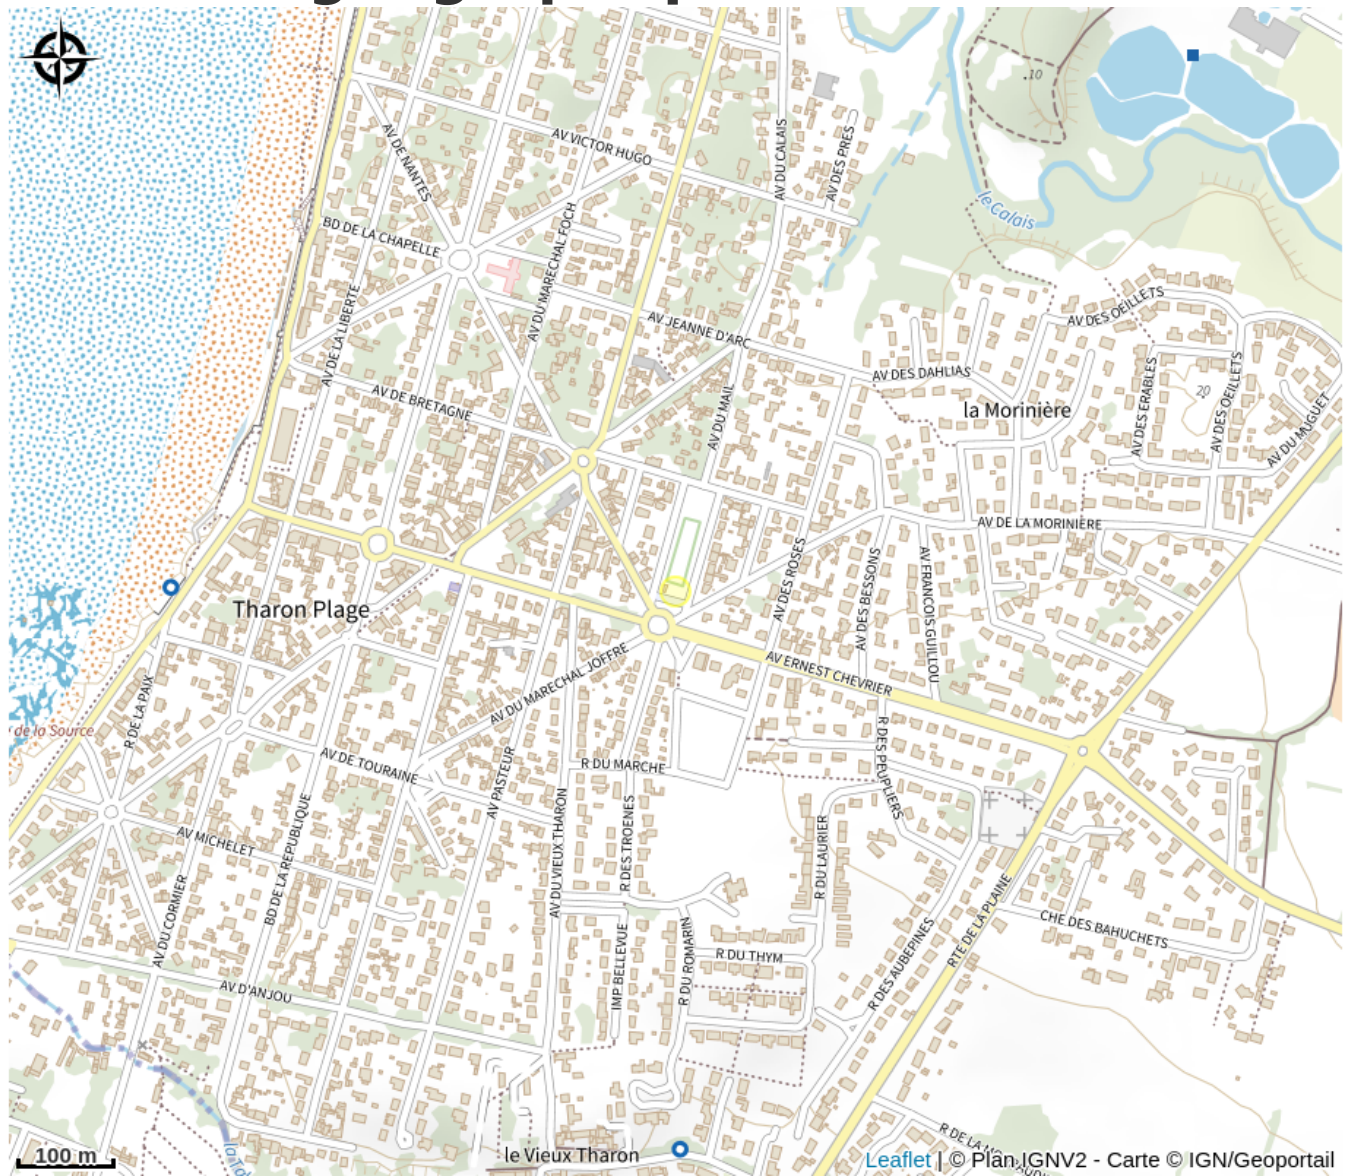 10
AV VICTOR HUGO
AV DE NANTES
AV DU CALAIS
AV DES PRES
le Calais
BD DE LA CHAPELLE
AV DU MARECHAL FOCH
AV DE LA LIBERTE
AV JEANNE D'ARC
AV DES OEILLETS
AV DES DAHLIAS
AV DE BRETAGNE
AV DU MAIL
la Morinière
AV DES ERABLES
20
AV DES OEILLETS
AV DU MUGUET
AV DE LA MORINIERE
AV DES ROSES
AV DES BESSONS
AV FRANCOIS GUILLOU
Tharon Plage
AV DU MARECHAL JOFFRE
AV ERNEST CHEVRIER
R DE LA PAIX
de la Source
AV DE TOURAINE
AV PASTEUR
R DU MARCHE
R DES PEUPLIERS
AV MICHELET
BD DE LA REPUBLIQUE
AV DU VIEUX THARON
R DES TROENES
R DU LAURIER
AV DU CORMIER
RTE DE LA PLAINE
CHE DES BAHUCHETS
IMP BELLEVUE
R DU ROMARIN
R DU THYM
R DES AUBEPINES
AV D'ANJOU
le Vieux Tharon
100 m
Leaflet | © Plan IGNV2 - Carte © IGN/Geoportail